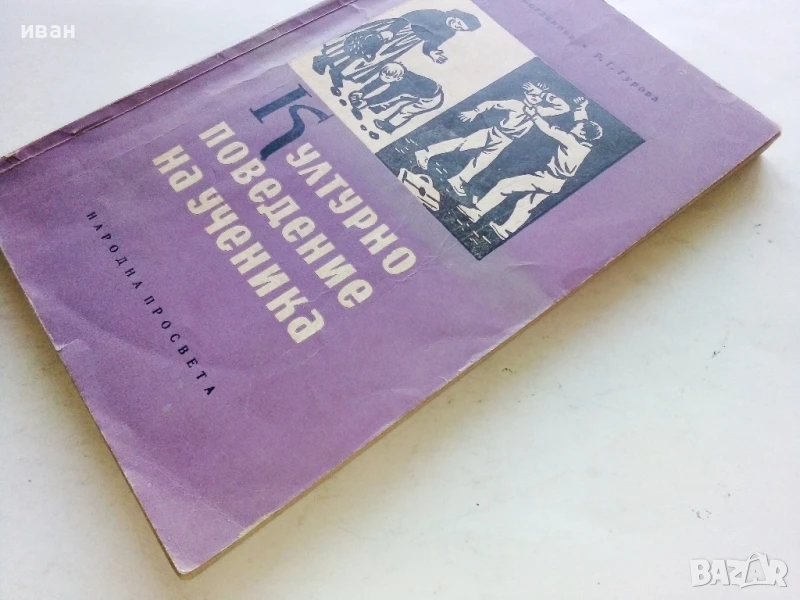 иван
Р. Г. Гурова
Културно
поведение
на ученика
НАРОДНА ПРОСВЕТА
BAZAR